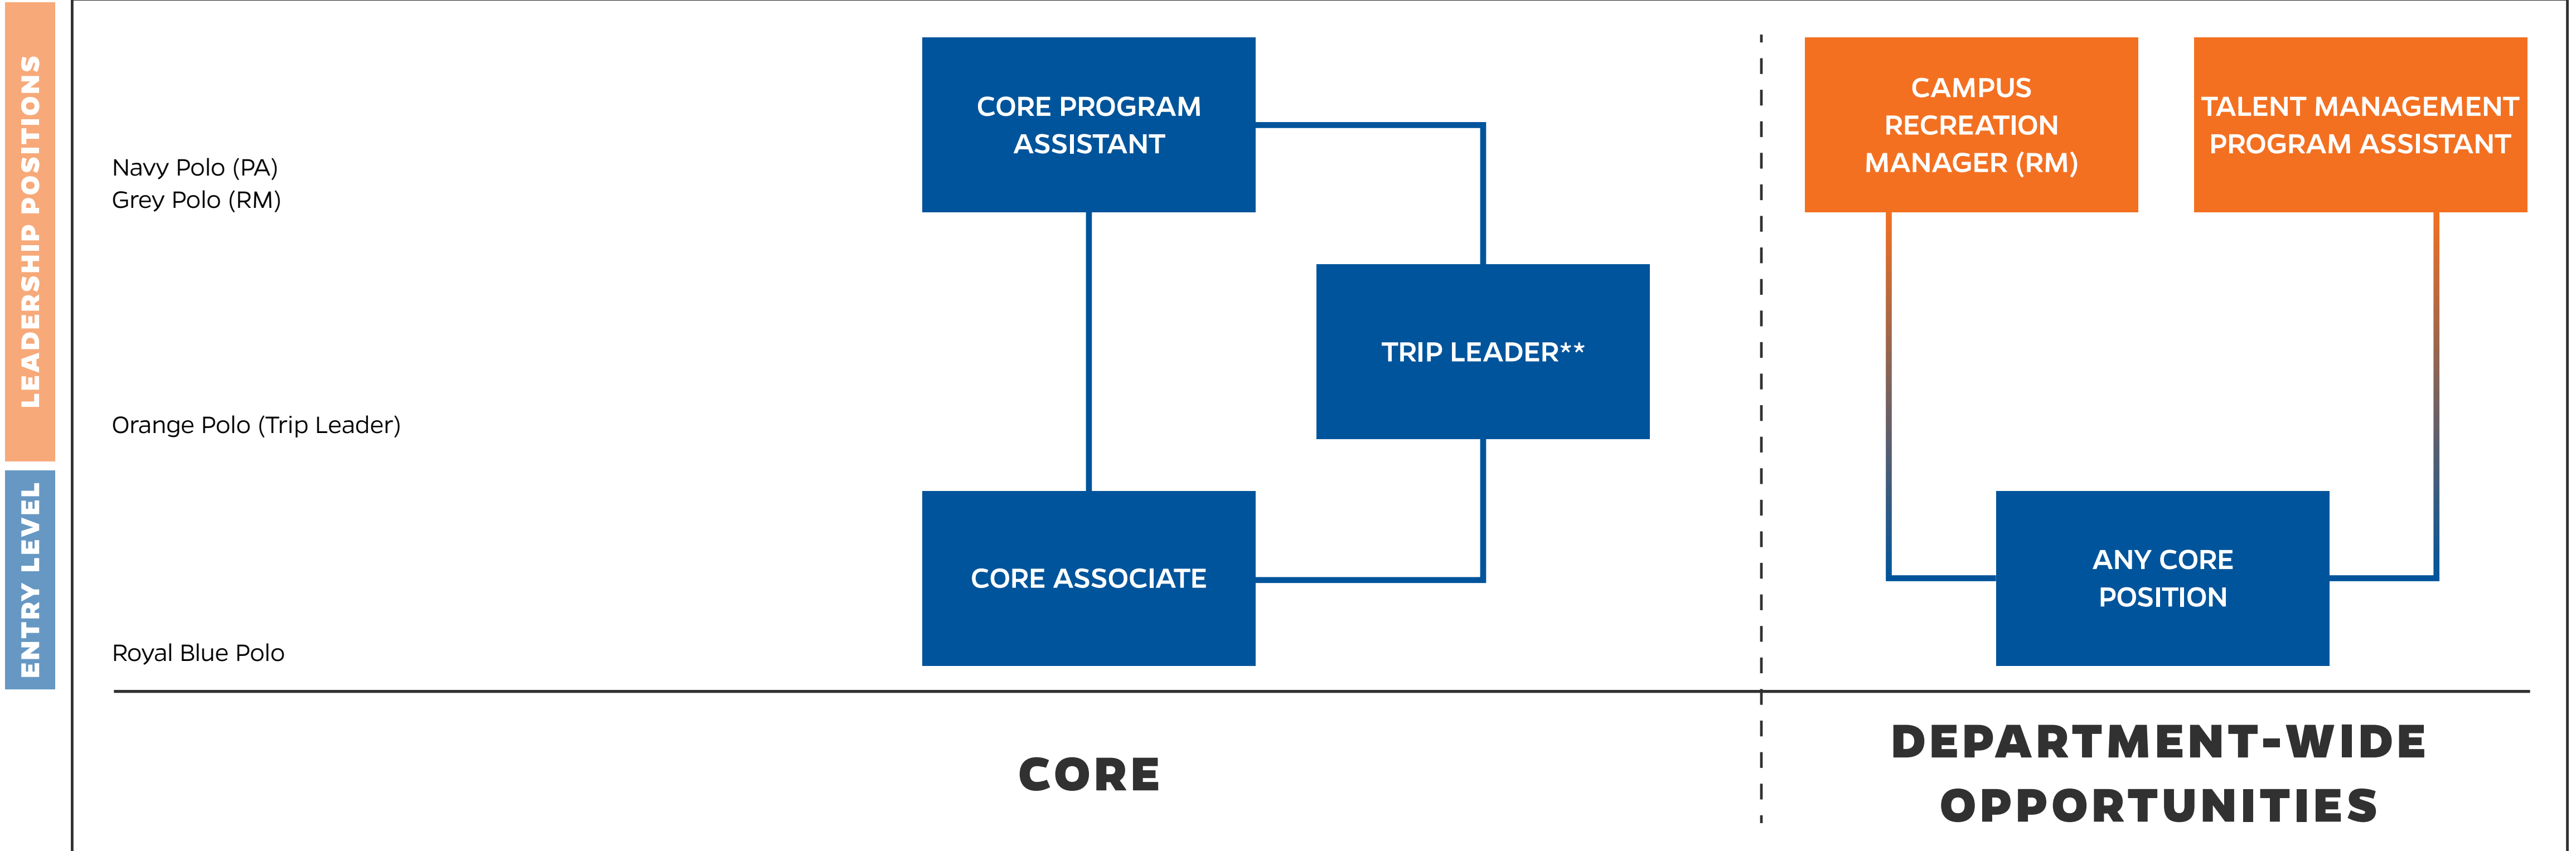 LEADERSHIP POSITIONS
ENTRY LEVEL
Navy Polo (PA)
Grey Polo (RM)
Orange Polo (Trip Leader)
Royal Blue Polo
CORE PROGRAM
ASSISTANT
TRIP LEADER**
CORE ASSOCIATE
CORE
CAMPUS
RECREATION
MANAGER (RM)
TALENT MANAGEMENT
PROGRAM ASSISTANT
ANY CORE
POSITION
DEPARTMENT-WIDE
OPPORTUNITIES